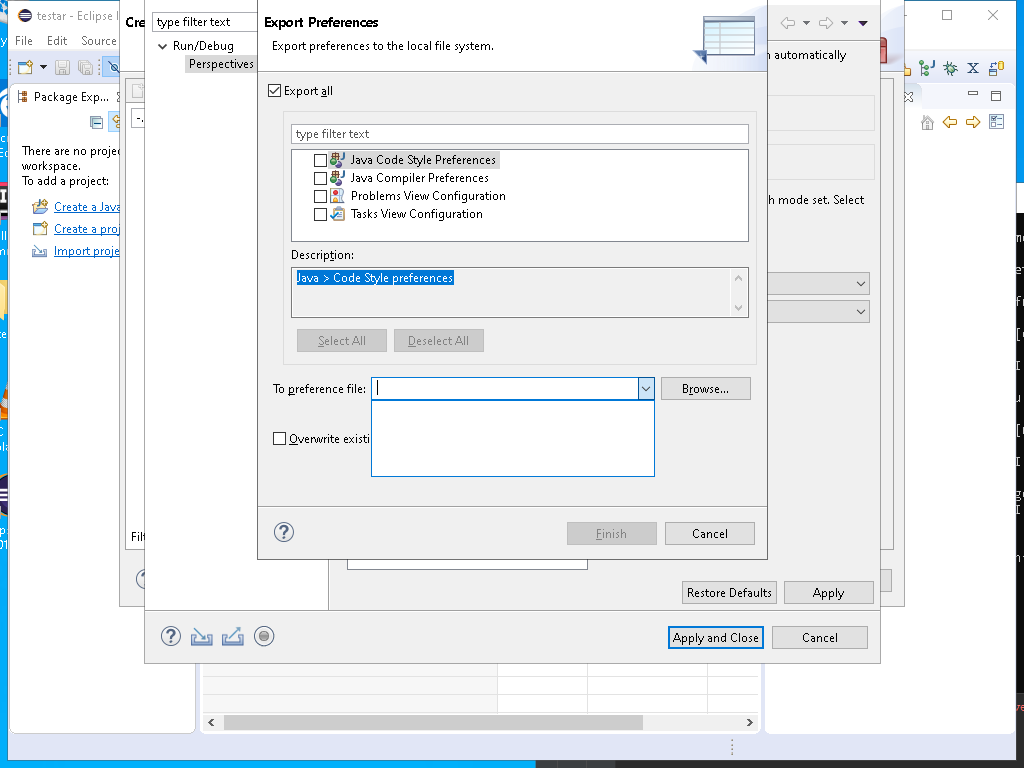 testar - Eclipse I
File Edit Source
Package Exp...
There are no proje
workspace.
To add a project:
Create a Java
Create a proj
Import proje
Cre
type filter text
Run/Debug
Perspectives
Export Preferences
Export preferences to the local file system.
Export all
type filter text
Java Code Style Preferences
Java Compiler Preferences
Problems View Configuration
Tasks View Configuration
Description:
Java > Code Style preferences
Select All
Deselect All
To preference file:
Browse...
Overwrite existi
Finish
Cancel
automatically
h mode set. Select
Filt
Restore Defaults
Apply
Apply and Close
Cancel